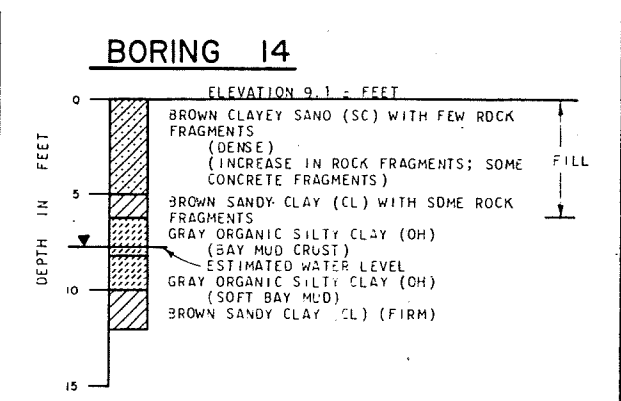 BORING 14
ELEVATION 9.1 ± FEET
0
BROWN CLAYEY SAND (SC) WITH FEW ROCK
FRAGMENTS
(DENSE)
(INCREASE IN ROCK FRAGMENTS; SOME
CONCRETE FRAGMENTS)
FILL
5
BROWN SANDY CLAY (CL) WITH SOME ROCK
FRAGMENTS
GRAY ORGANIC SILTY CLAY (OH)
(BAY MUD CRUST)
ESTIMATED WATER LEVEL
GRAY ORGANIC SILTY CLAY (OH)
10
(SOFT BAY MUD)
BROWN SANDY CLAY (CL) (FIRM)
15
DEPTH IN FEET